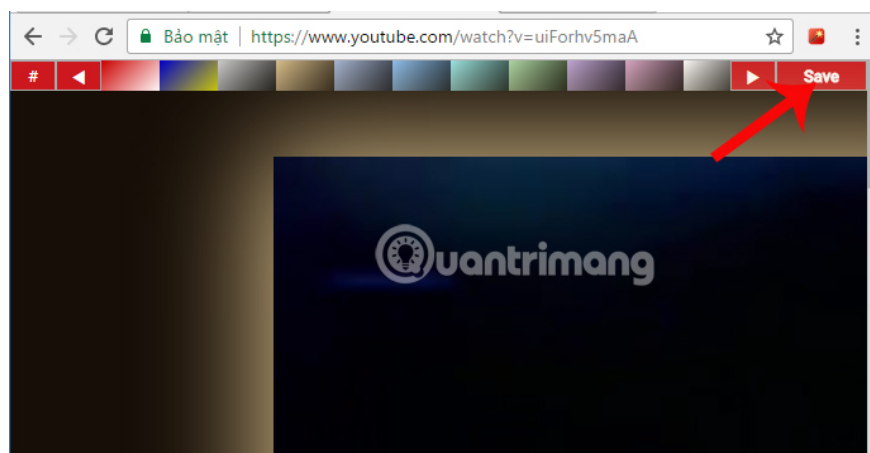 Bảo mật | https://www.youtube.com/watch?v=uiForhv5maA
# Save
Quantrimang